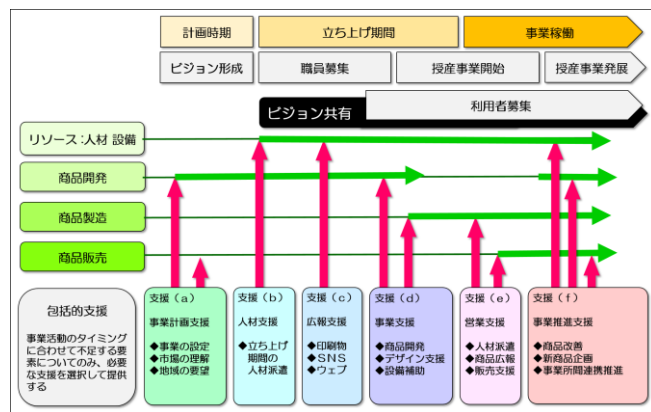 計画時期
立ち上げ期間
事業稼働
ビジョン形成
職員募集
授産事業開始
授産事業発展
ビジョン共有
利用者募集
リソース:人材 設備
商品開発
商品製造
商品販売
包括的支援
事業活動のタイミング
に合わせて不足する要
素についてのみ、必要
な支援を選択して提供
する
支援(a)
事業計画支援
◆事業の設定
◆市場の理解
◆地域の要望
支援(b)
人材支援
◆立ち上げ
期間の
人材派遣
支援(c)
広報支援
◆印刷物
◆SNS
◆ウェブ
支援(d)
事業支援
◆商品開発
◆デザイン支援
◆設備補助
支援(e)
営業支援
◆人材派遣
◆商品広報
◆販売支援
支援(f)
事業推進支援
◆商品改善
◆新商品企画
◆事業所間連携推進